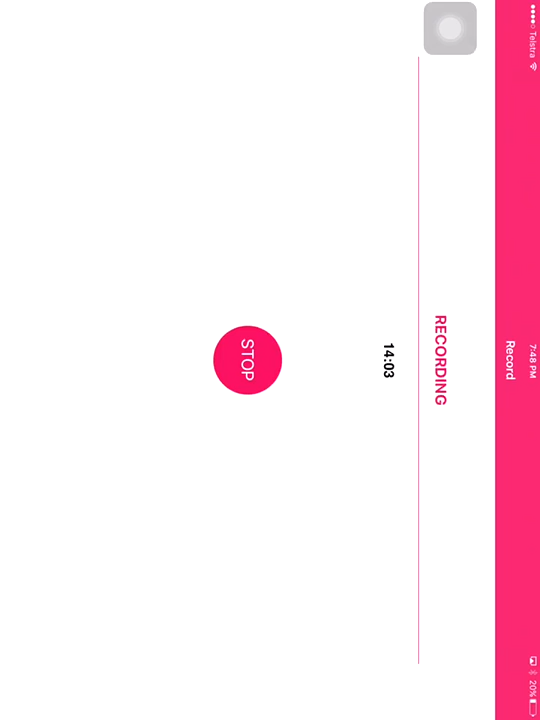 Telstra 7:48 PM 20%
Record
RECORDING
14:03
STOP